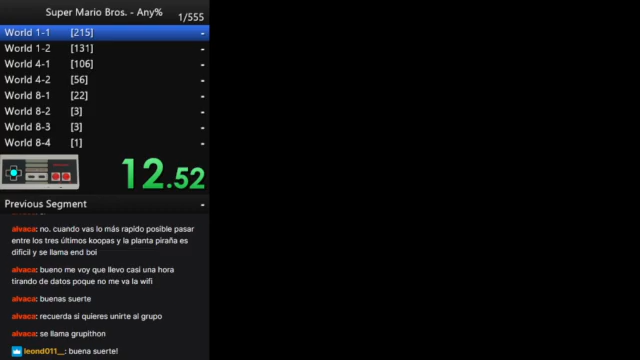 Super Mario Bros. - Any%
1/555
World 1-1 [215] -
World 1-2 [131] -
World 4-1 [106] -
World 4-2 [56] -
World 8-1 [22] -
World 8-2 [3] -
World 8-3 [3] -
World 8-4 [1] -
12.52
Previous Segment -
alvaca: no. cuando vas lo más rapido posible pasar
entre los tres últimos koopas y la planta piraña es
dificil y se llama end boi
alvaca: bueno me voy que llevo casi una hora
tirando de datos poque no me va la wifi
alvaca: buenas suerte
alvaca: recuerda si quieres unirte al grupo
alvaca: se llama grupithon
leond011__: buena suerte!